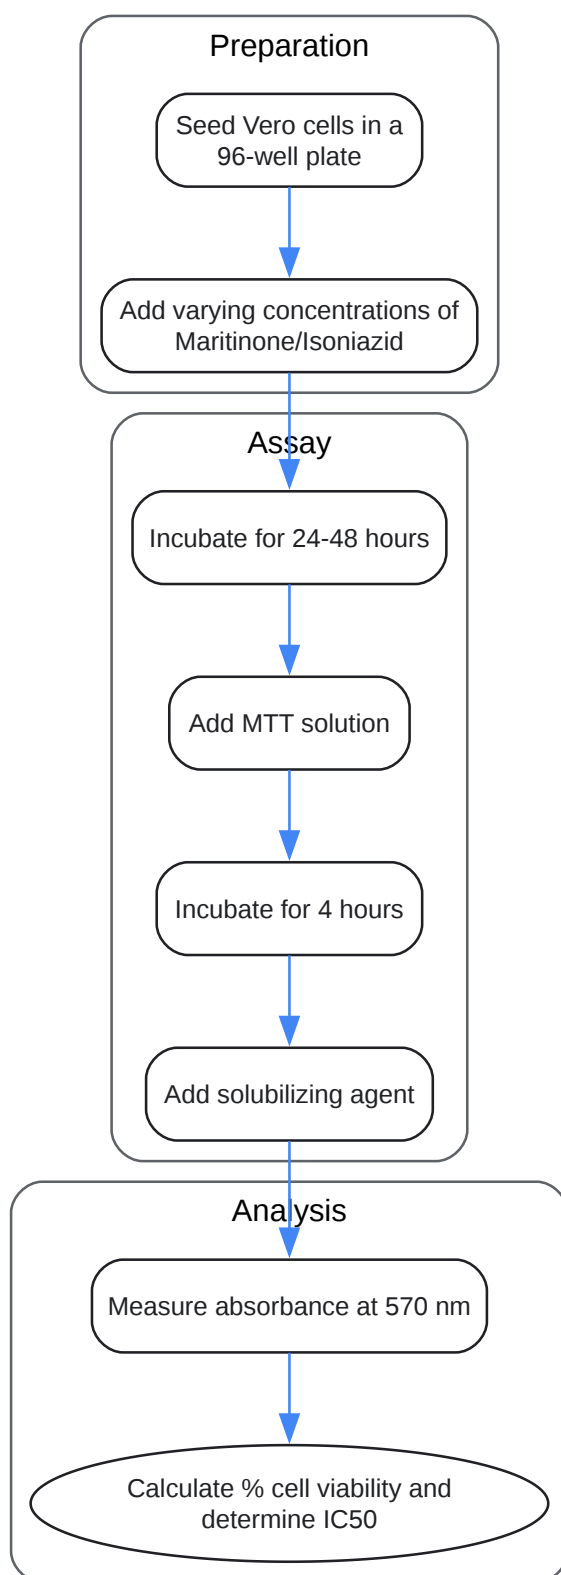 Preparation
Seed Vero cells in a
96-well plate
Add varying concentrations of
Maritinone/Isoniazid
Assay
Incubate for 24-48 hours
Add MTT solution
Incubate for 4 hours
Add solubilizing agent
Analysis
Measure absorbance at 570 nm
Calculate % cell viability and
determine IC50